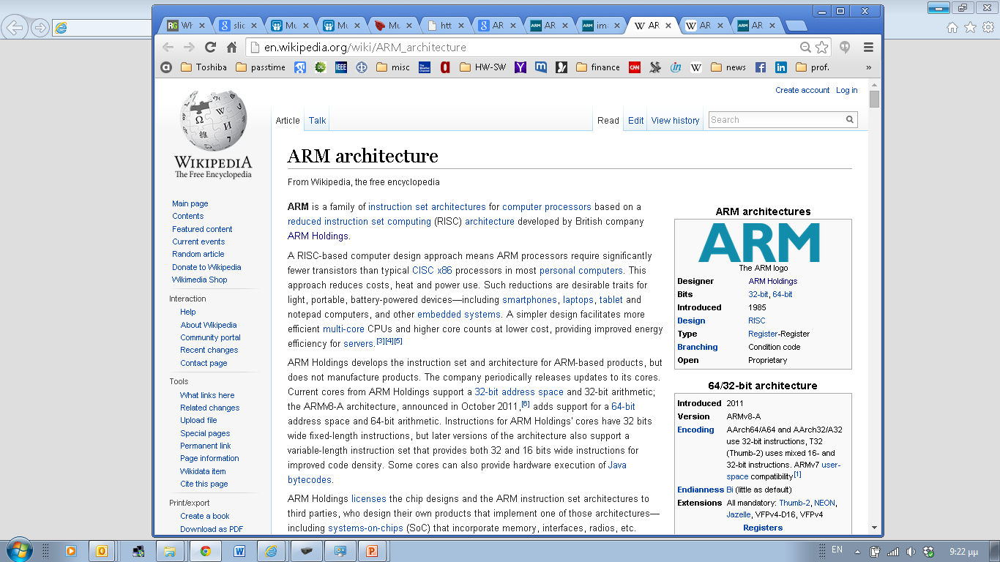 Wh
slic
Mu
Mu
Mu
htt
AR
AR
im
AR
AR
AR
en.wikipedia.org/wiki/ARM_architecture
Toshiba
passtime
IEEE
misc
HW-SW
finance
CNN
in
W
news
prof.
»
Create account Log in
Article Talk Read Edit View history Search
WIKIPEDIA
The Free Encyclopedia
Main page
Contents
Featured content
Current events
Random article
Donate to Wikipedia
Wikimedia Shop
Interaction
Help
About Wikipedia
Community portal
Recent changes
Contact page
Tools
What links here
Related changes
Upload file
Special pages
Permanent link
Page information
Wikidata item
Cite this page
Print/export
Create a book
Download as PDF
ARM architecture
From Wikipedia, the free encyclopedia
ARM is a family of instruction set architectures for computer processors based on a
reduced instruction set computing (RISC) architecture developed by British company
ARM Holdings.
A RISC-based computer design approach means ARM processors require significantly
fewer transistors than typical CISC x86 processors in most personal computers. This
approach reduces costs, heat and power use. Such reductions are desirable traits for
light, portable, battery-powered devices—including smartphones, laptops, tablet and
notepad computers, and other embedded systems. A simpler design facilitates more
efficient multi-core CPUs and higher core counts at lower cost, providing improved energy
efficiency for servers.[3][4][5]
ARM Holdings develops the instruction set and architecture for ARM-based products, but
does not manufacture products. The company periodically releases updates to its cores.
Current cores from ARM Holdings support a 32-bit address space and 32-bit arithmetic;
the ARMv8-A architecture, announced in October 2011,[6] adds support for a 64-bit
address space and 64-bit arithmetic. Instructions for ARM Holdings' cores have 32 bits
wide fixed-length instructions, but later versions of the architecture also support a
variable-length instruction set that provides both 32 and 16 bits wide instructions for
improved code density. Some cores can also provide hardware execution of Java
bytecodes.
ARM Holdings licenses the chip designs and the ARM instruction set architectures to
third parties, who design their own products that implement one of those architectures—
including systems-on-chips (SoC) that incorporate memory, interfaces, radios, etc.
ARM architectures
ARM
The ARM logo
Designer ARM Holdings
Bits 32-bit, 64-bit
Introduced 1985
Design RISC
Type Register-Register
Branching Condition code
Open Proprietary
64/32-bit architecture
Introduced 2011
Version ARMv8-A
Encoding AArch64/A64 and AArch32/A32
use 32-bit instructions, T32
(Thumb-2) uses mixed 16- and
32-bit instructions. ARMv7 user-
space compatibility[1]
Endianness Bi (little as default)
Extensions All mandatory: Thumb-2, NEON,
Jazelle, VFPv4-D16, VFPv4
Registers
EN
9:22 μμ